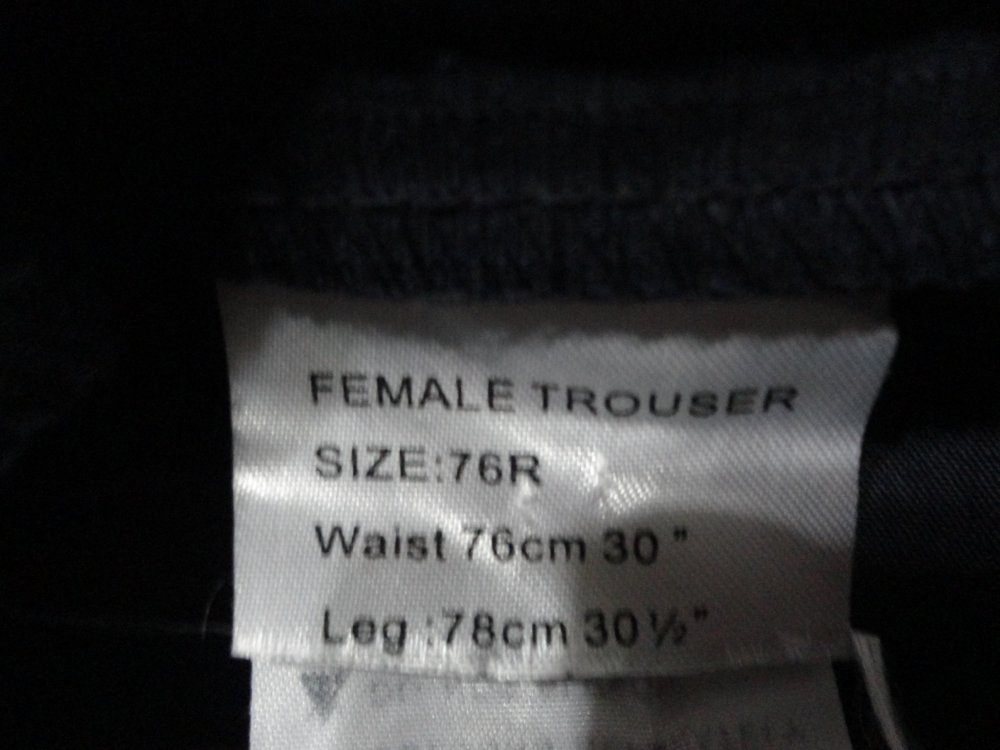 FEMALE TROUSER
SIZE:76R
Waist 76cm 30"
Leg :78cm 30½"